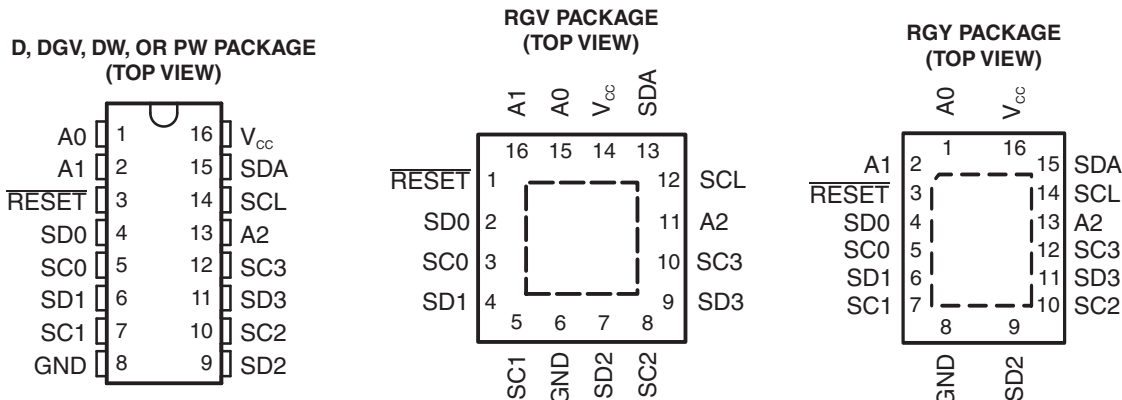 D, DGV, DW, OR PW PACKAGE
(TOP VIEW)
A0 1 16 VCC
A1 2 15 SDA
RESET 3 14 SCL
SD0 4 13 A2
SC0 5 12 SC3
SD1 6 11 SD3
SC1 7 10 SC2
GND 8 9 SD2
RGV PACKAGE
(TOP VIEW)
A1 A0 VCC SDA
16 15 14 13
RESET 1 12 SCL
SD0 2 11 A2
SC0 3 10 SC3
SD1 4 9 SD3
5 6 7 8
SC1 GND SD2 SC2
RGY PACKAGE
(TOP VIEW)
A0 VCC
1 16
A1 2 15 SDA
RESET 3 14 SCL
SD0 4 13 A2
SC0 5 12 SC3
SD1 6 11 SD3
SC1 7 10 SC2
8 9
GND SD2